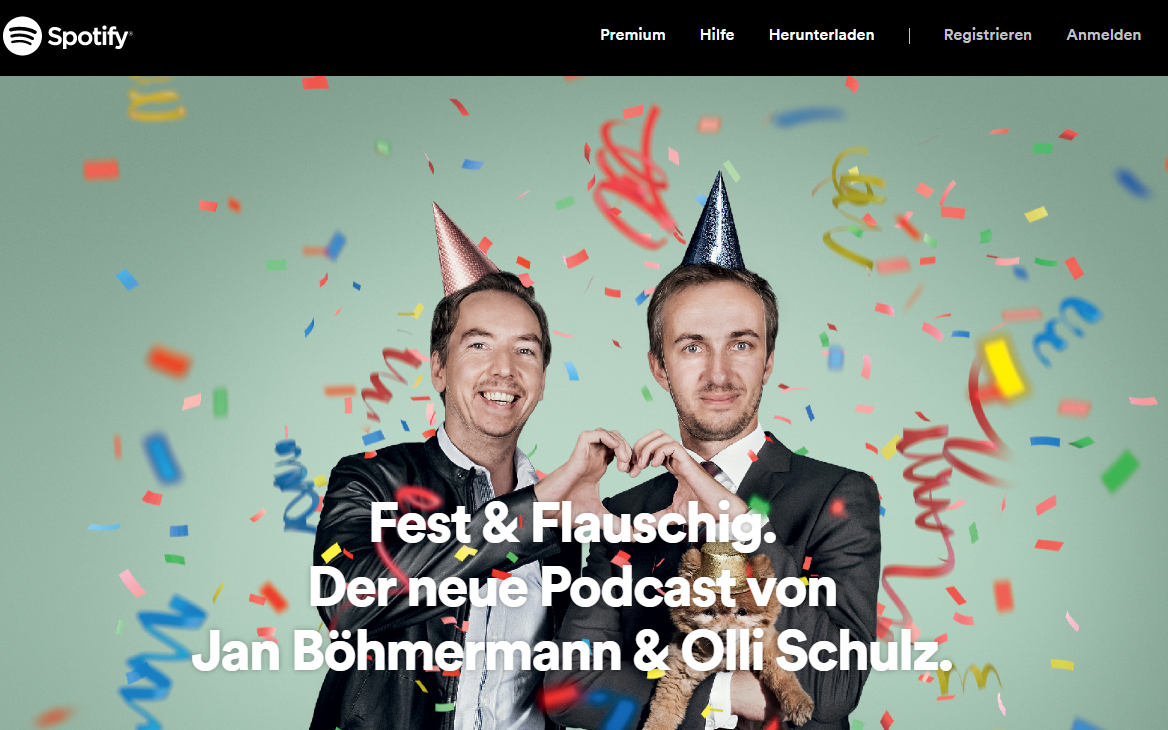 Spotify®
Premium
Hilfe
Herunterladen
Registrieren
Anmelden
Fest & Flauschig.
Der neue Podcast von
Jan Böhmermann & Olli Schulz.